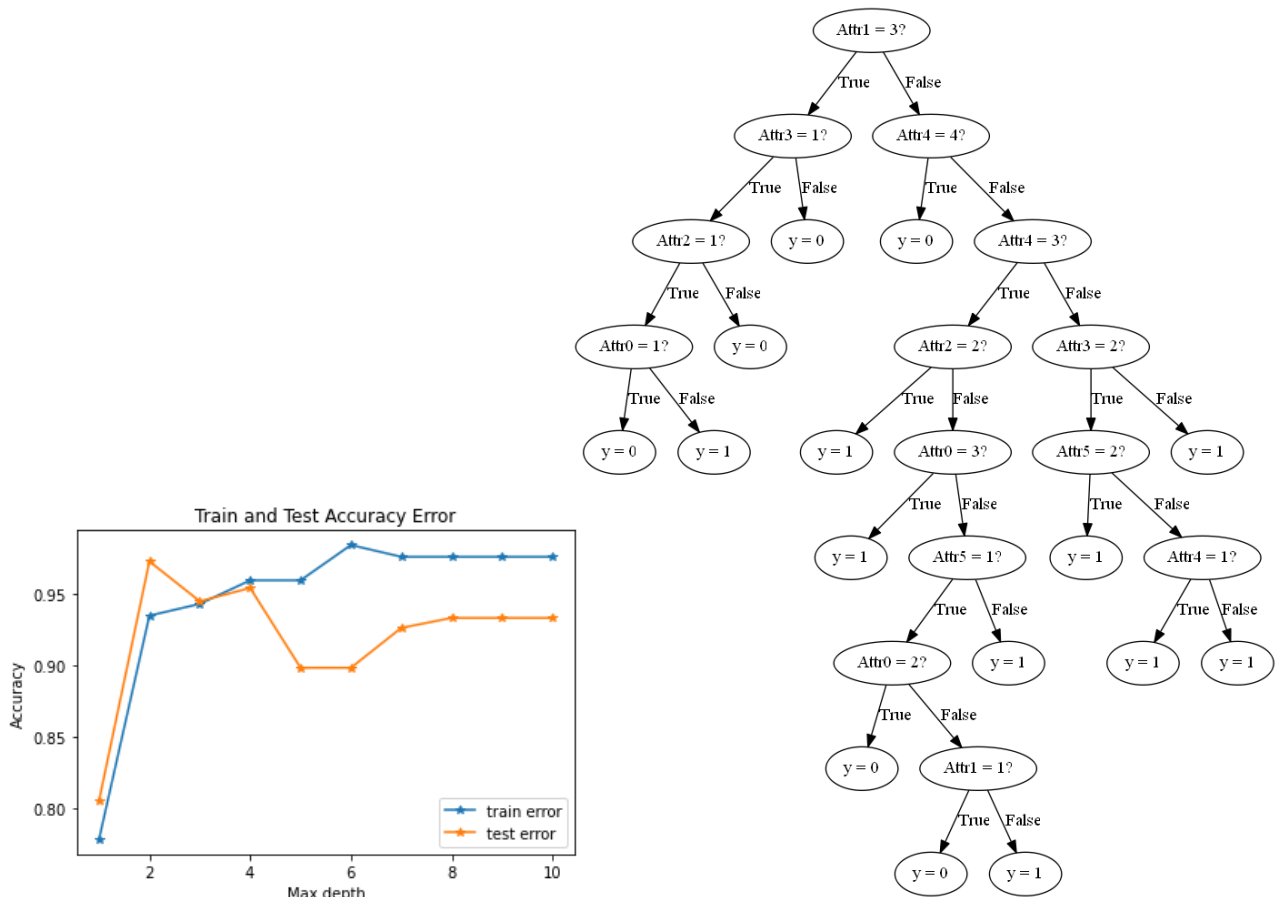 Attr1 = 3?
True
False
Attr3 = 1?
Attr4 = 4?
True
False
True
False
Attr2 = 1?
y = 0
y = 0
Attr4 = 3?
True
False
True
False
Attr0 = 1?
y = 0
Attr2 = 2?
Attr3 = 2?
True
False
True
False
True
False
y = 0
y = 1
y = 1
Attr0 = 3?
Attr5 = 2?
y = 1
True
False
True
False
y = 1
Attr5 = 1?
y = 1
Attr4 = 1?
True
False
True
False
Attr0 = 2?
y = 1
y = 1
y = 1
True
False
y = 0
Attr1 = 1?
True
False
y = 0
y = 1
Train and Test Accuracy Error
Accuracy
0.95
0.90
0.85
0.80
train error
test error
2
4
6
8
10
Max depth